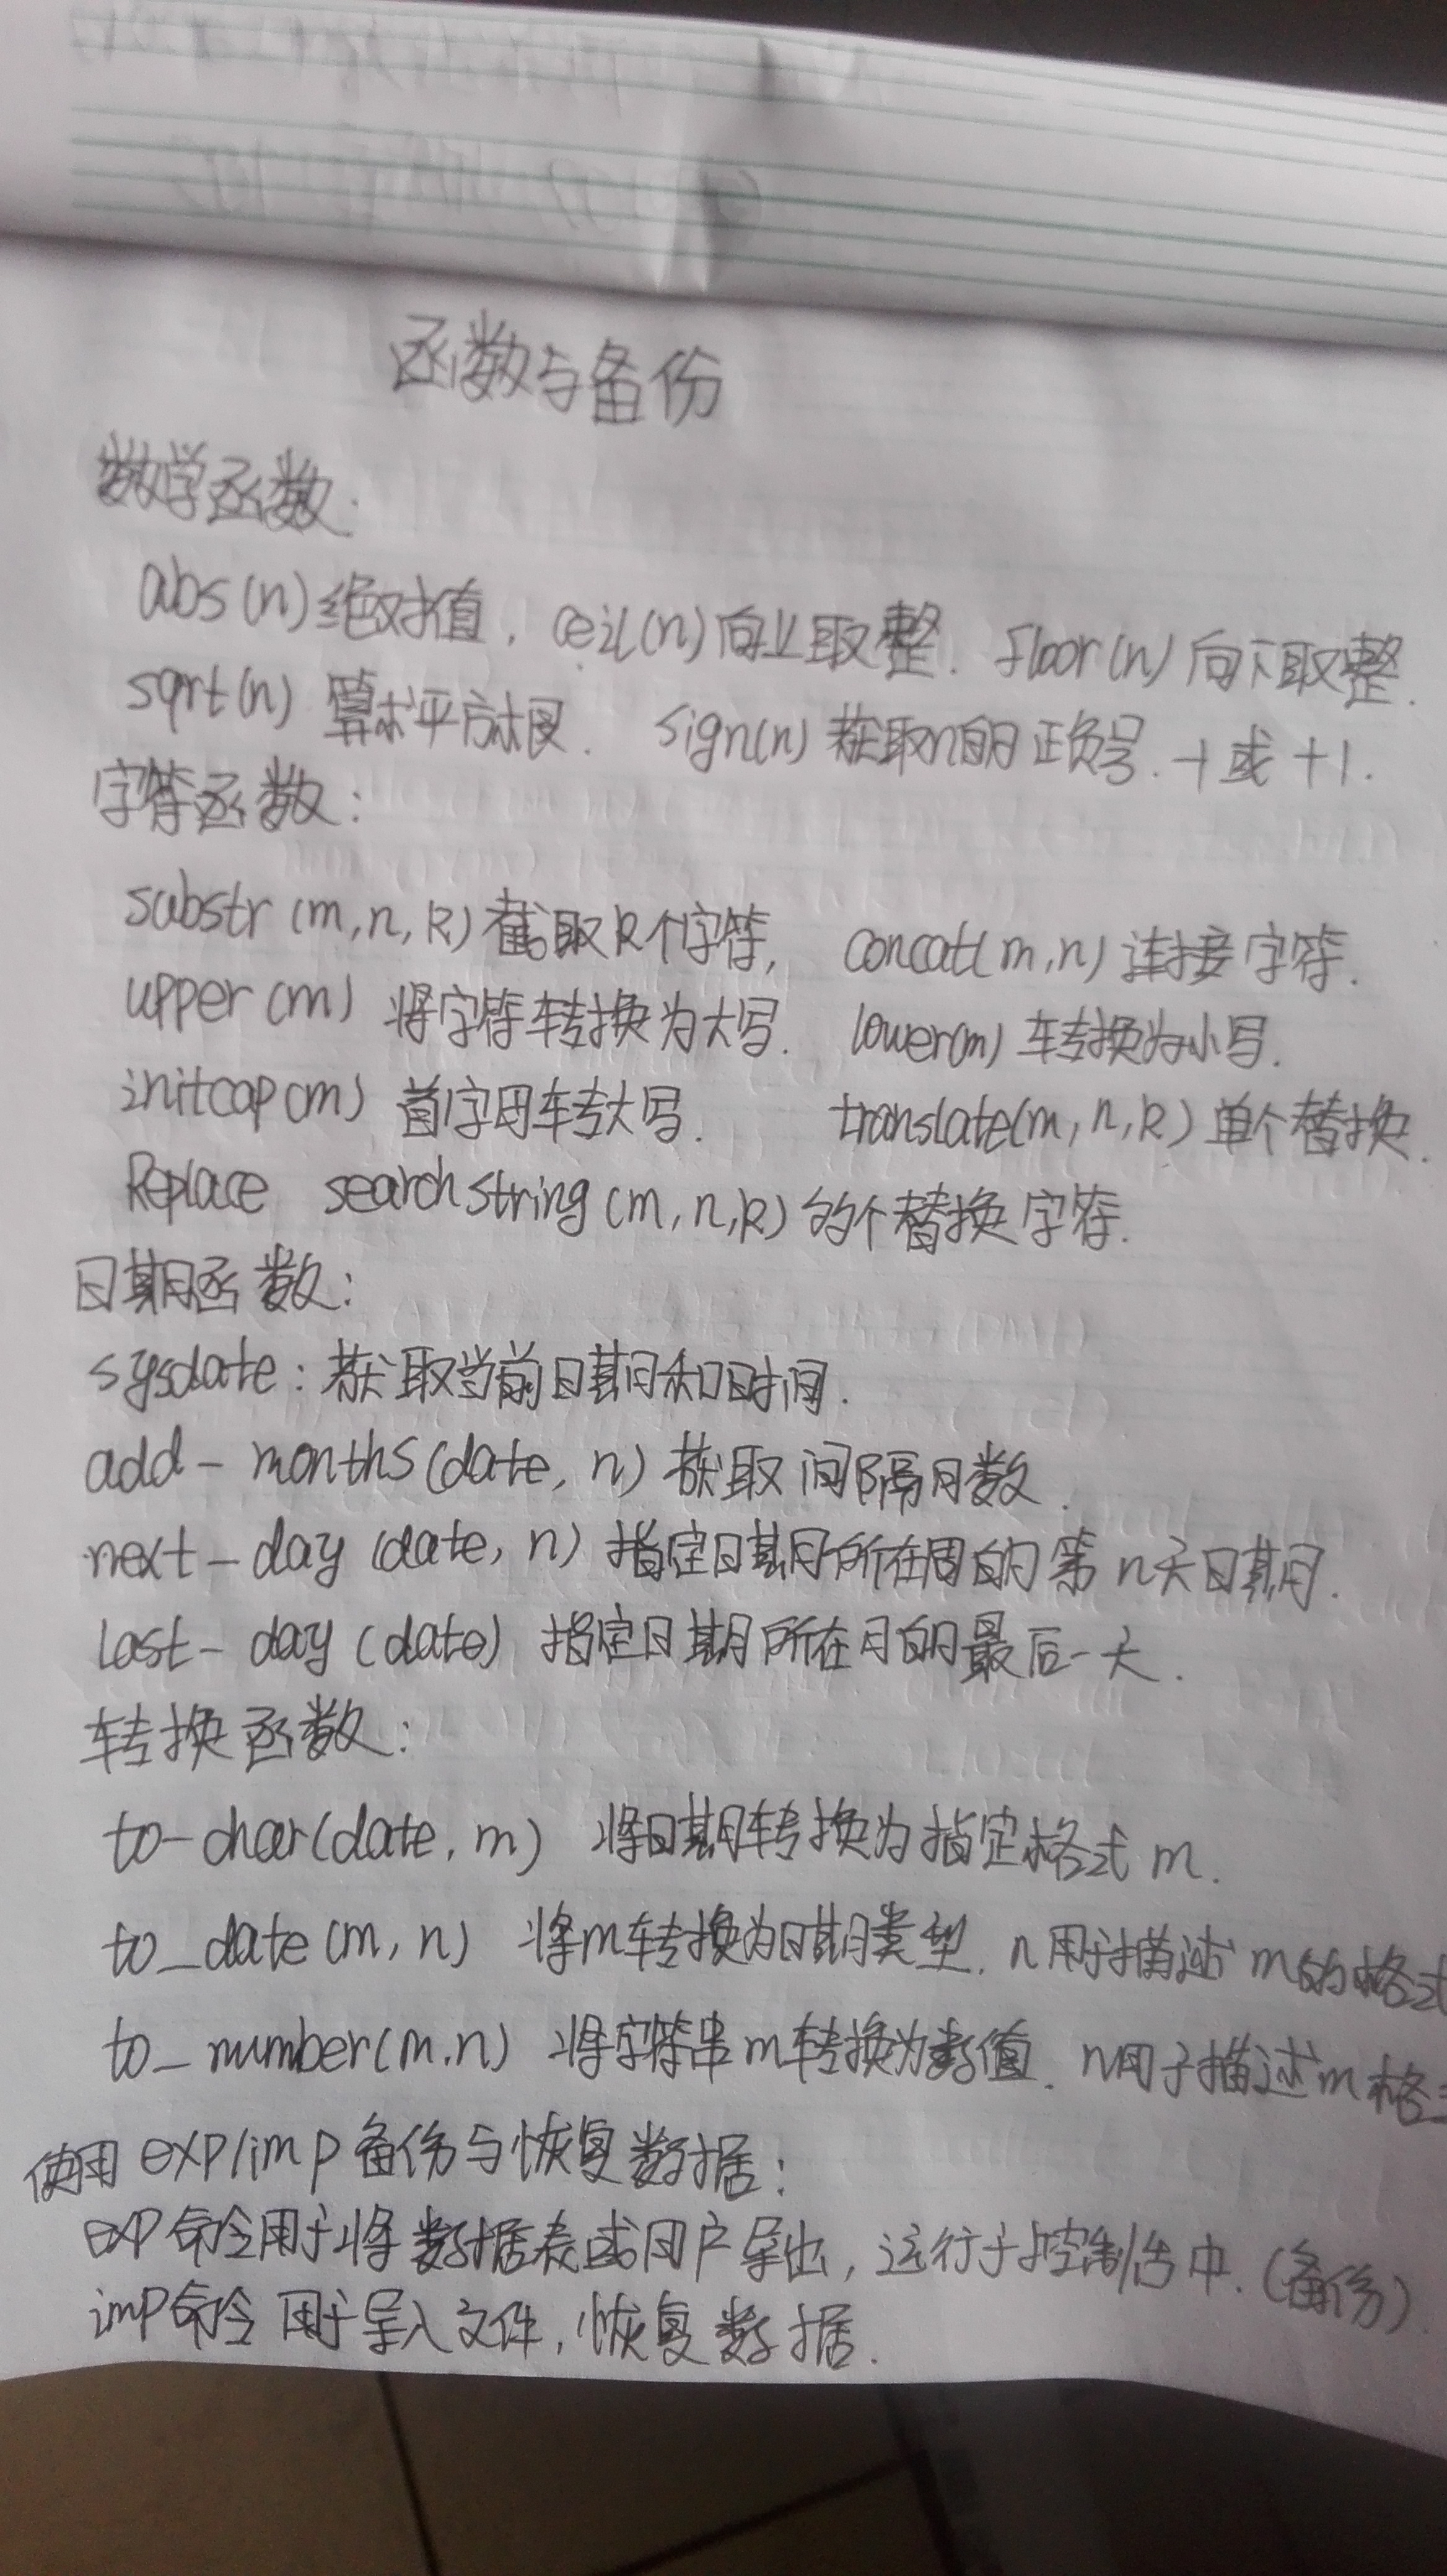 函数与备份
数学函数.
abs(n)绝对值, ceil(n)向上取整. floor(n)向下取整.
sqrt(n) 算术平方根. sign(n)获取n的正负号. -1或+1.
字符函数:
substr(m,n,k)截取k个字符, concat(m,n)连接字符.
upper(m) 将字符转换为大写. lower(m)转换为小写.
initcap(m) 首字母转大写. translate(m,n,k)单个替换.
Replace searchstring(m,n,k) 个替换字符.
日期函数:
sysdate:获取当前日期和时间.
add-months(date,n)获取间隔月数.
next-day(date,n)指定日期所在周的第n天日期.
last-day(date) 指定日期所在月的最后一天.
转换函数:
to-char(date,m) 将日期转换为指定格式m.
to_date(m,n) 将m转换为日期类型. n用于描述m的格式
to_number(m,n) 将字符串m转换为数值. n用于描述m格
使用exp/imp备份与恢复数据:
exp命令用于将数据表或用户导出,运行于控制台中.(备份)
imp命令用于导入文件,恢复数据.